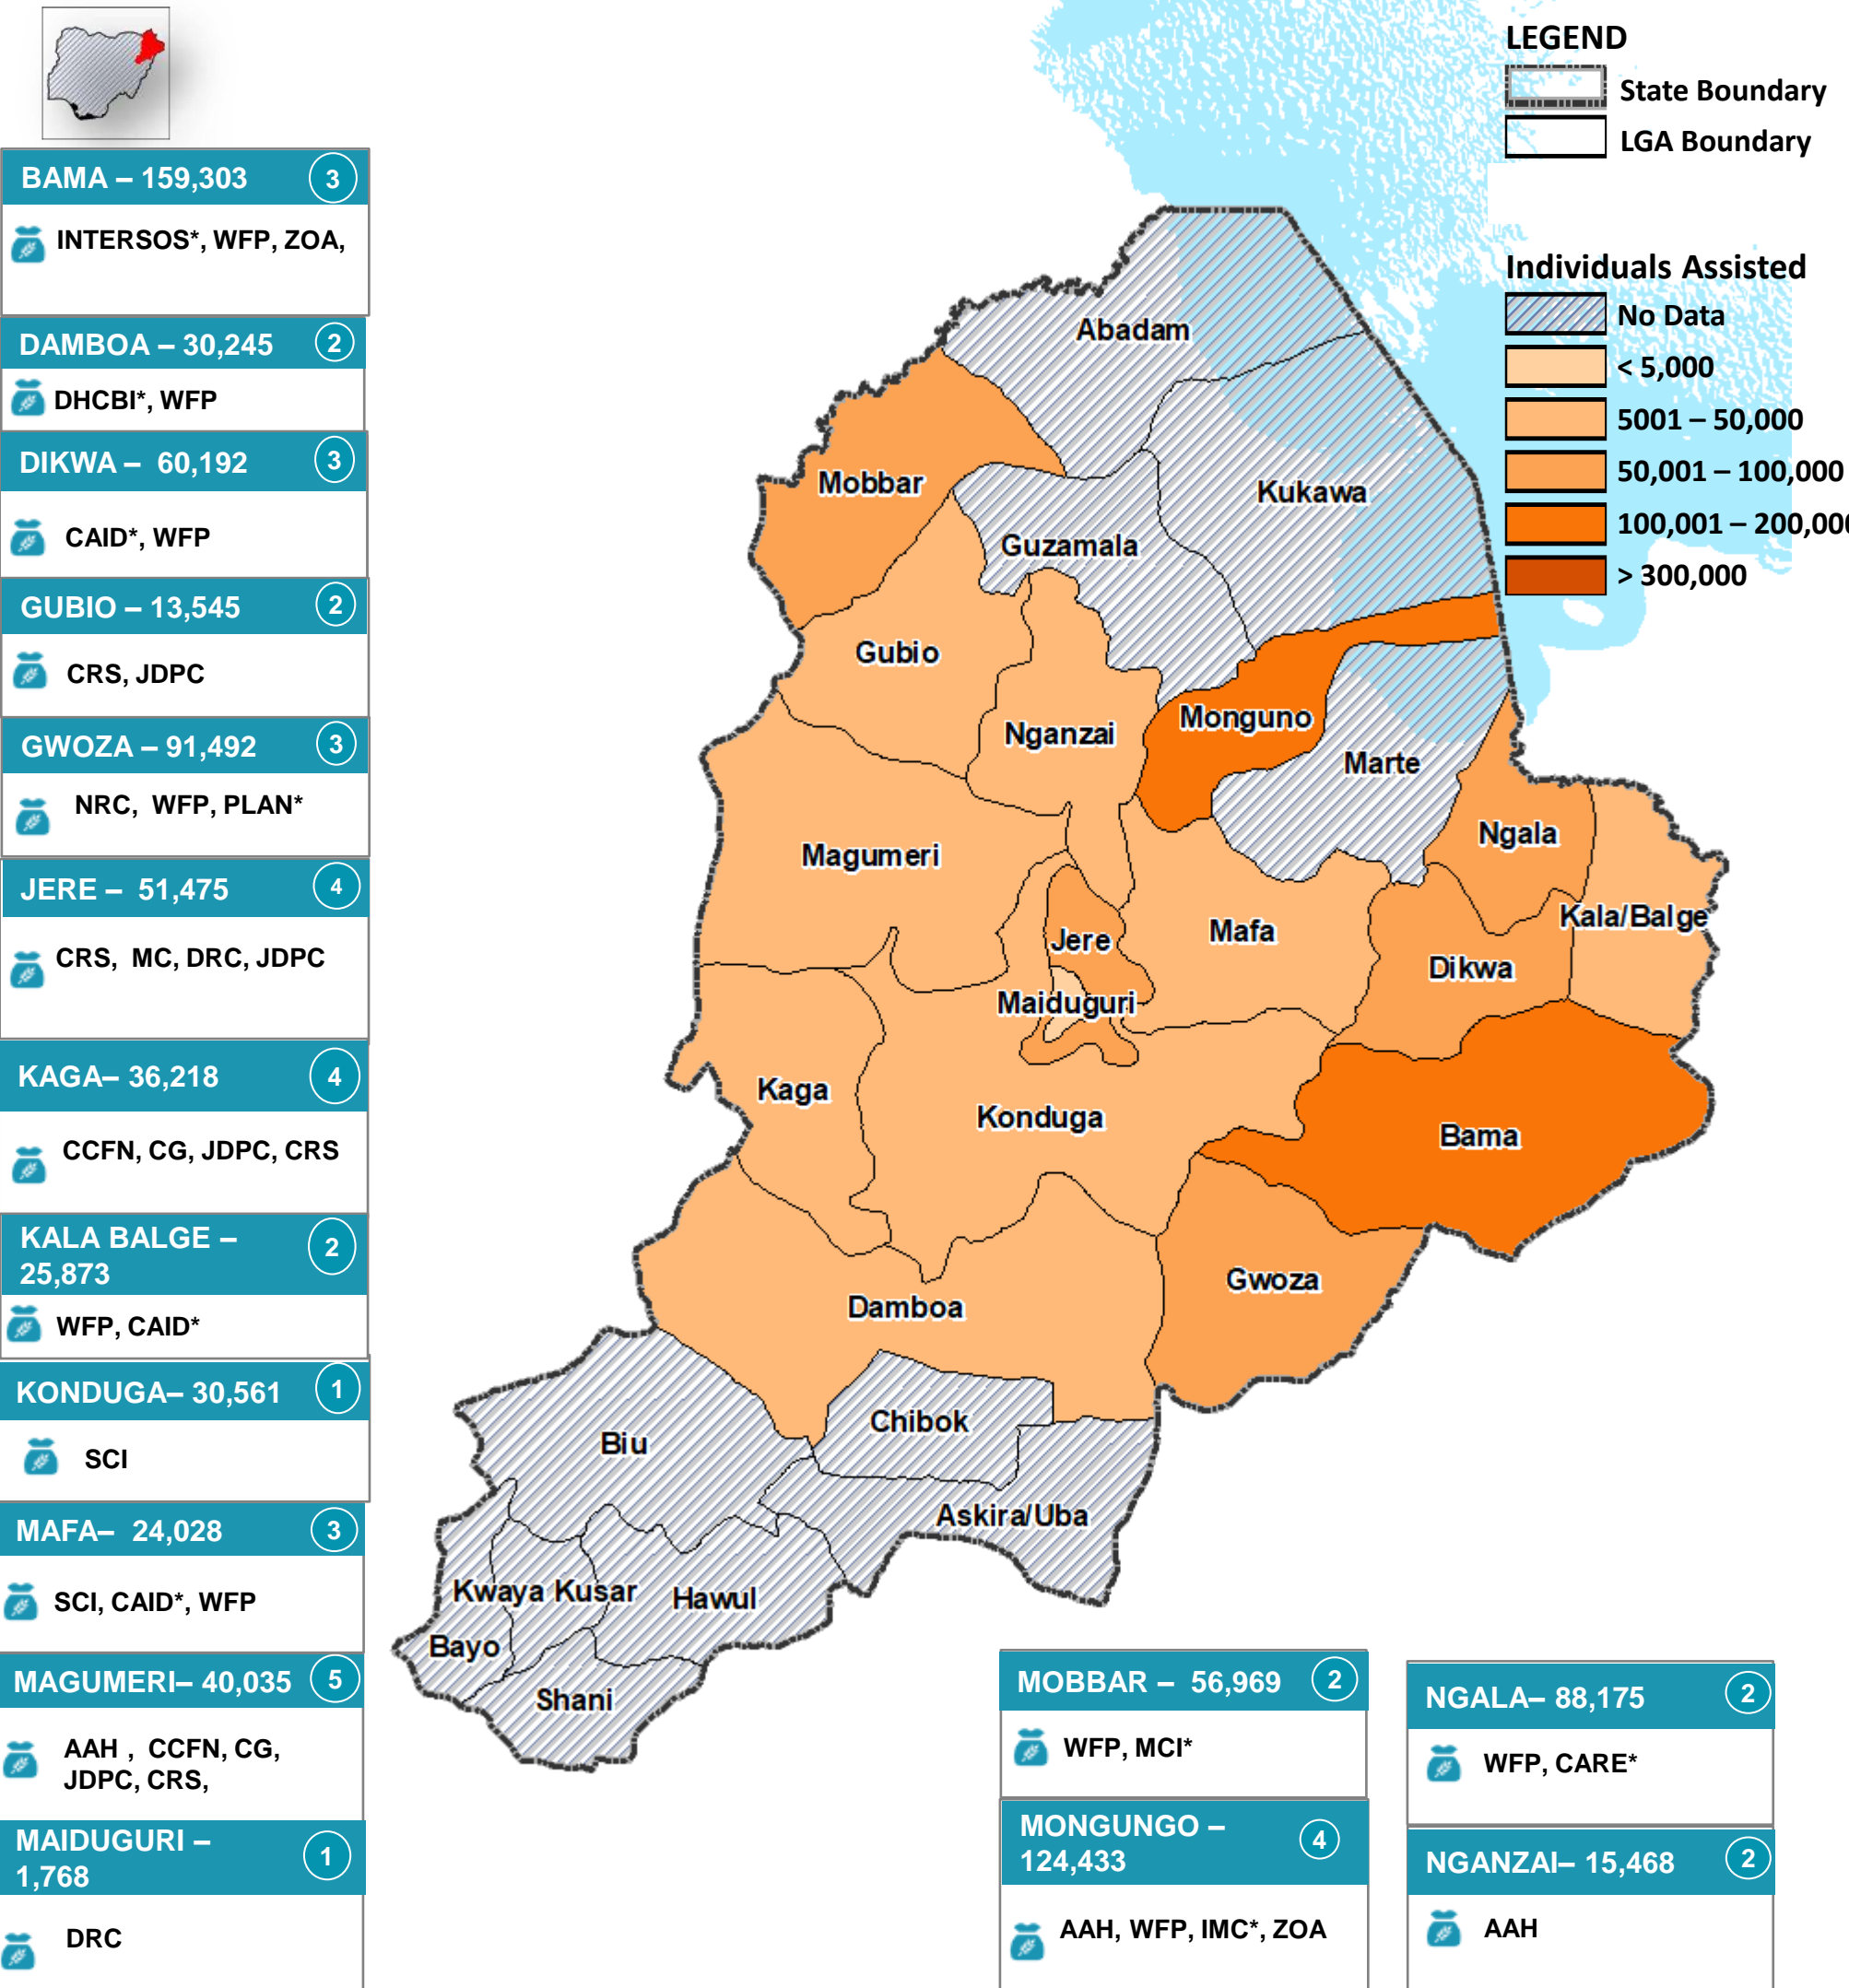 BAMA – 159,303 3
INTERSOS*, WFP, ZOA,
DAMBOA – 30,245 2
DHCBI*, WFP
DIKWA – 60,192 3
CAID*, WFP
GUBIO – 13,545 2
CRS, JDPC
GWOZA – 91,492 3
NRC, WFP, PLAN*
JERE – 51,475 4
CRS, MC, DRC, JDPC
KAGA– 36,218 4
CCFN, CG, JDPC, CRS
KALA BALGE –
25,873 2
WFP, CAID*
KONDUGA– 30,561 1
SCI
MAFA– 24,028 3
SCI, CAID*, WFP
MAGUMERI– 40,035 5
AAH , CCFN, CG,
JDPC, CRS,
MAIDUGURI –
1,768 1
DRC
LEGEND
State Boundary
LGA Boundary
Individuals Assisted
No Data
< 5,000
5001 – 50,000
50,001 – 100,000
100,001 – 200,000
> 300,000
Abadam
Mobbar
Kukawa
Guzamala
Gubio
Monguno
Nganzai
Marte
Ngala
Magumeri
Kala/Balge
Mafa
Jere
Dikwa
Maiduguri
Kaga
Konduga
Bama
Gwoza
Damboa
Chibok
Biu
Askira/Uba
Kwaya Kusar
Hawul
Bayo
Shani
MOBBAR – 56,969 2
WFP, MCI*
MONGUNGO –
124,433 4
AAH, WFP, IMC*, ZOA
NGALA– 88,175 2
WFP, CARE*
NGANZAI– 15,468 2
AAH